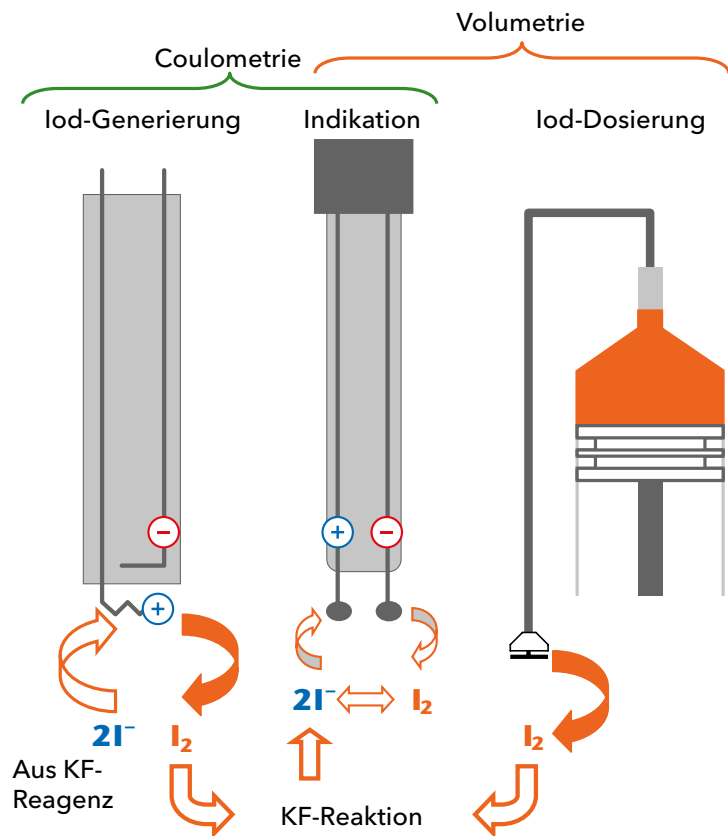 Volumetrie
Coulometrie
Iod-Generierung
Indikation
Iod-Dosierung
−
+
+
−
2I⁻
I₂
2I⁻
I₂
I₂
Aus KF-
Reagenz
KF-Reaktion